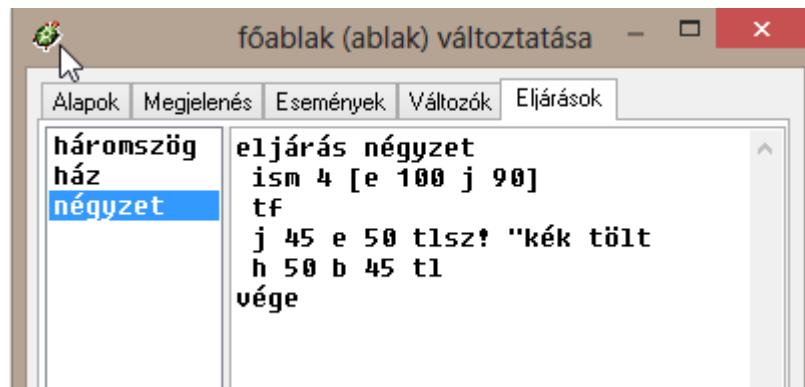 főablak (ablak) változtatása
Alapok Megjelenés Események Változók Eljárások
háromszög
ház
négyzet
eljárás négyzet
ism 4 [e 100 j 90]
tf
j 45 e 50 tlsz! "kék tölt
h 50 b 45 tl
vége